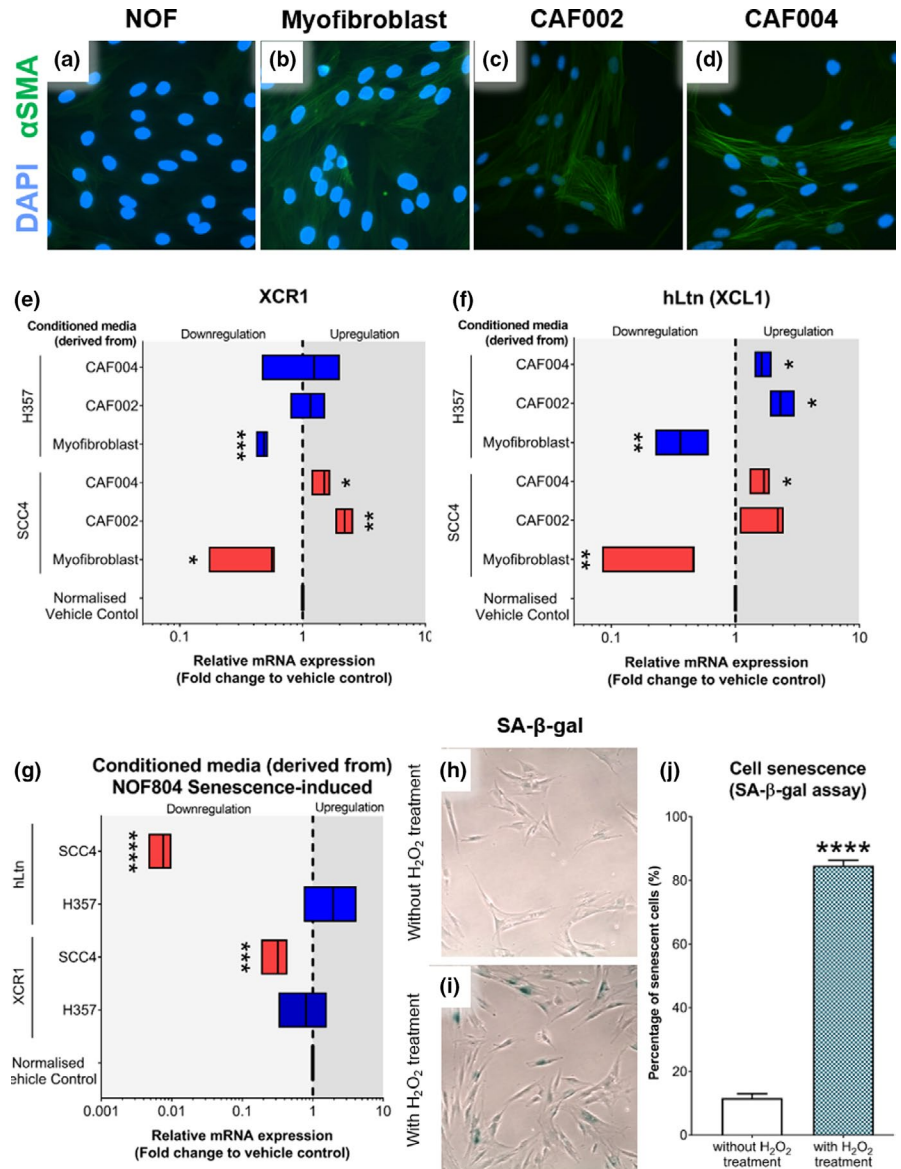 NOF
Myofibroblast
CAF002
CAF004
DAPI αSMA
(a)
(b)
(c)
(d)
(e)
XCR1
Conditioned media
(derived from)
Downregulation
Upregulation
H357
CAF004
CAF002
Myofibroblast
***
SCC4
CAF004
*
CAF002
**
Myofibroblast
*
Normalised
Vehicle Contol
0.1
1
10
Relative mRNA expression
(Fold change to vehicle control)
(f)
hLtn (XCL1)
Conditioned media
(derived from)
Downregulation
Upregulation
H357
CAF004
*
CAF002
*
Myofibroblast
**
SCC4
CAF004
*
CAF002
Myofibroblast
**
Normalised
Vehicle Contol
0.1
1
10
Relative mRNA expression
(Fold change to vehicle control)
(g)
Conditioned media (derived from)
NOF804 Senescence-induced
Downregulation
Upregulation
hLtn
SCC4
****
H357
XCR1
SCC4
***
H357
Normalised
ehicle Control
0.001
0.01
0.1
1
10
Relative mRNA expression
(Fold change to vehicle control)
SA-β-gal
(h)
Without H₂O₂ treatment
(i)
With H₂O₂ treatment
(j)
Cell senescence
(SA-β-gal assay)
Percentage of senescent cells (%)
100
80
60
40
20
0
****
without H₂O₂
treatment
with H₂O₂
treatment